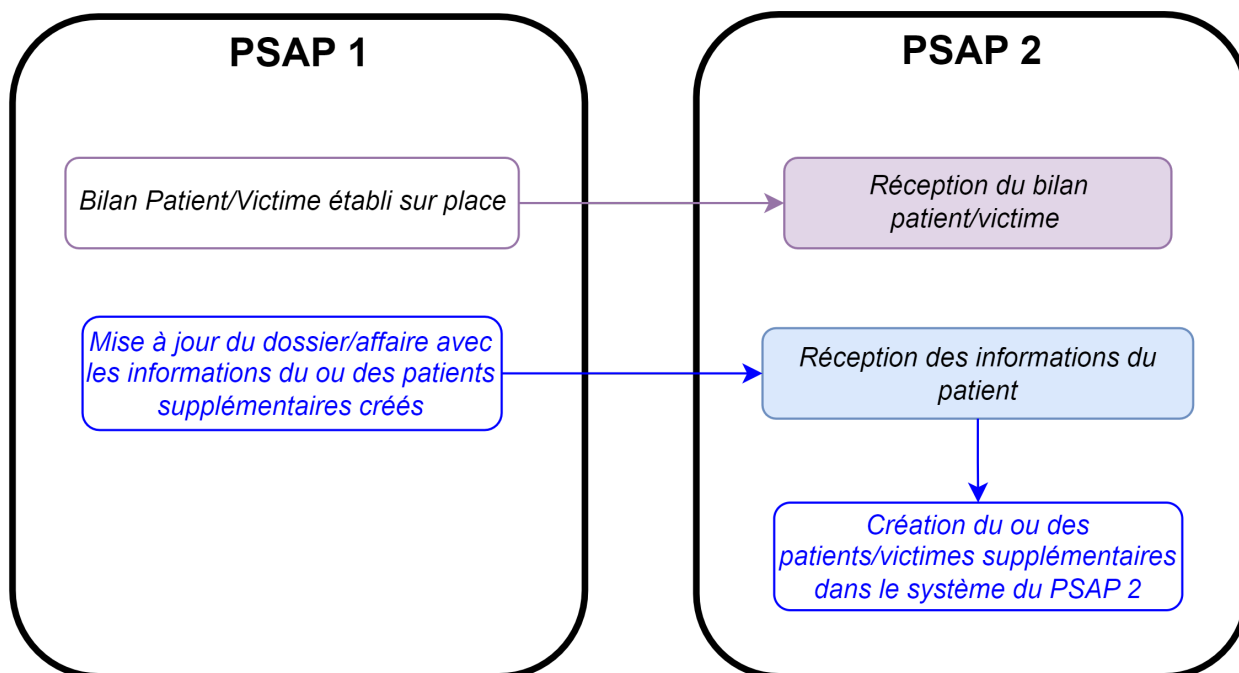 PSAP 1
PSAP 2
Bilan Patient/Victime établi sur place
Réception du bilan
patient/victime
Mise à jour du dossier/affaire avec
les informations du ou des patients
supplémentaires créés
Réception des informations du
patient
Création du ou des
patients/victimes supplémentaires
dans le système du PSAP 2